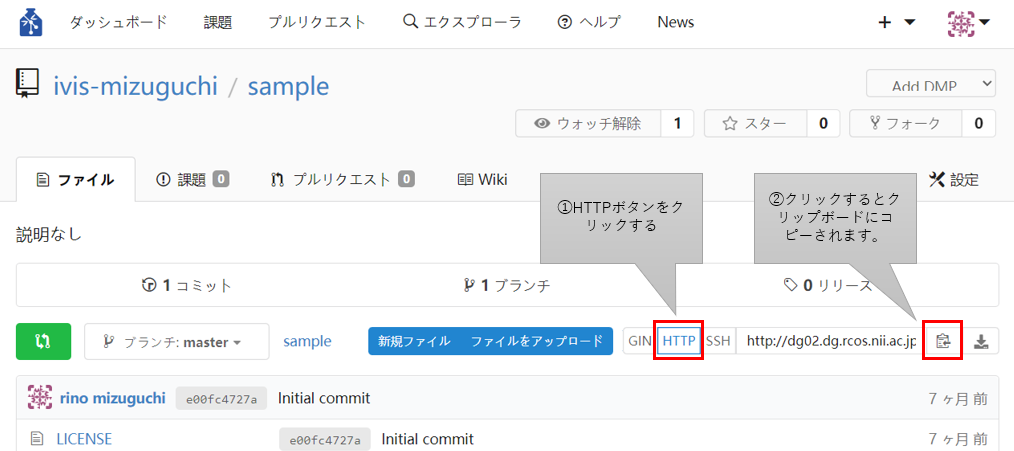 ダッシュボード 課題 プルリクエスト エクスプローラ ヘルプ News
ivis-mizuguchi / sample
Add DMP
ウォッチ解除 1 スター 0 フォーク 0
ファイル 課題 0 プルリクエスト 0 Wiki 設定
①HTTPボタンをク
リックする
②クリックするとク
リップボードにコ
ピーされます。
説明なし
1 コミット 1 ブランチ 0 リリース
ブランチ: master sample 新規ファイル ファイルをアップロード GIN HTTP SSH http://dg02.dg.rcos.nii.ac.jp
rino mizuguchi e00fc4727a Initial commit 7 ヶ月 前
LICENSE e00fc4727a Initial commit 7 ヶ月 前